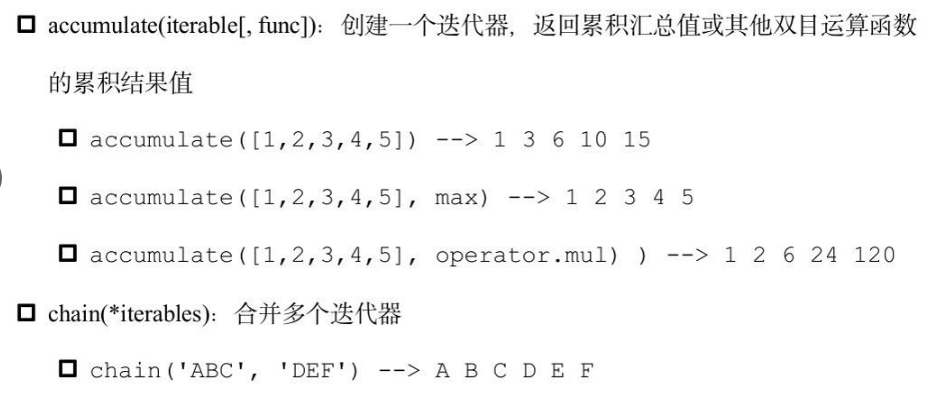 accumulate(iterable[, func])：创建一个迭代器，返回累积汇总值或其他双目运算函数
的累积结果值
accumulate([1,2,3,4,5]) --> 1 3 6 10 15
accumulate([1,2,3,4,5], max) --> 1 2 3 4 5
accumulate([1,2,3,4,5], operator.mul) ) --> 1 2 6 24 120
chain(*iterables)：合并多个迭代器
chain('ABC', 'DEF') --> A B C D E F